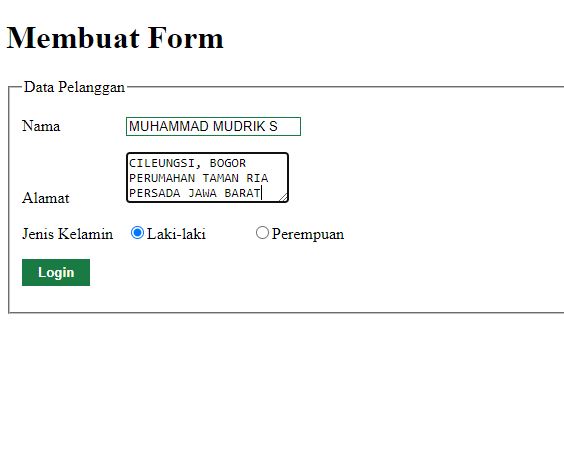 Membuat Form
Data Pelanggan
Nama MUHAMMAD MUDRIK S
Alamat
CILEUNGSI, BOGOR
PERUMAHAN TAMAN RIA
PERSADA JAWA BARAT
Jenis Kelamin Laki-laki Perempuan
Login